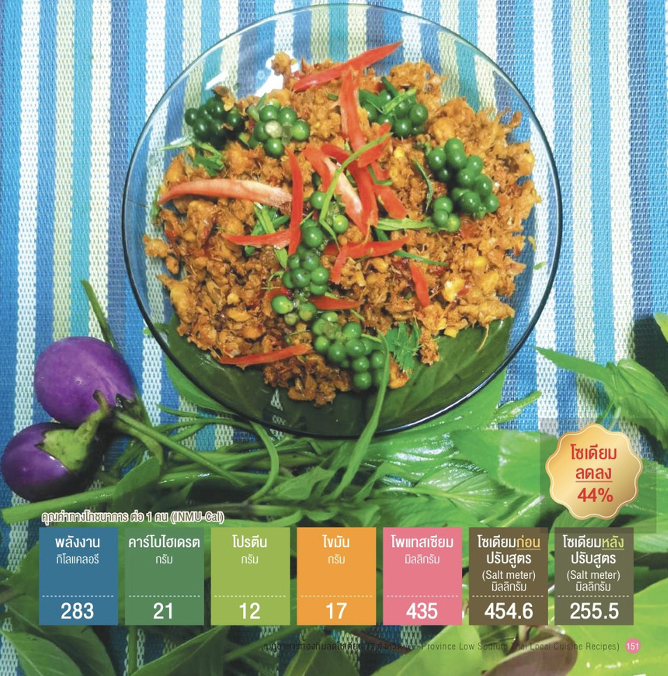 โซเดียม
ลดลง
44%
คุณค่าทางโภชนาการ ต่อ 1 คน (INMU-Cal)
พลังงาน
กิโลแคลอรี
283
คาร์โบไฮเดรต
กรัม
21
โปรตีน
กรัม
12
ไขมัน
กรัม
17
โพแทสเซียม
มิลลิกรัม
435
โซเดียมก่อน
ปรับสูตร
(Salt meter)
มิลลิกรัม
454.6
โซเดียมหลัง
ปรับสูตร
(Salt meter)
มิลลิกรัม
255.5
Province Low Sodium Thai Local Cuisine Recipes) 151